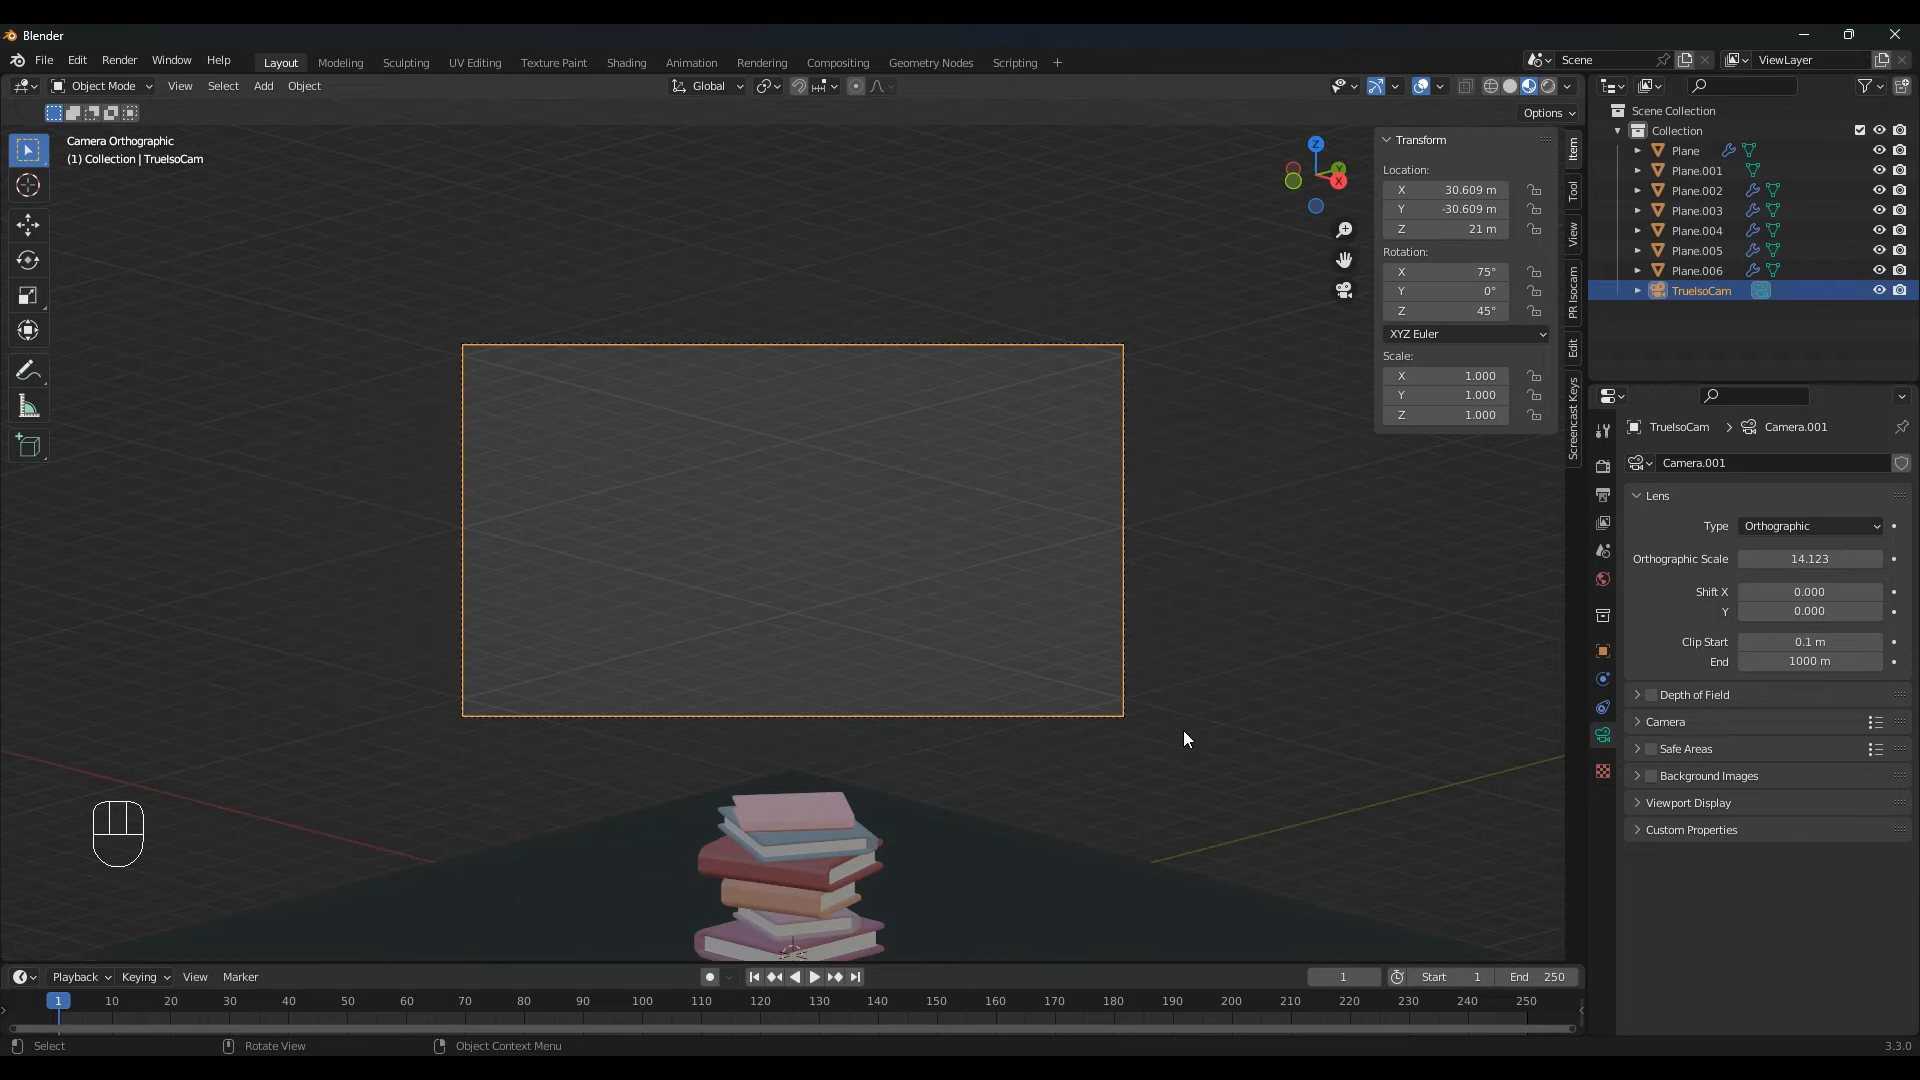 Blender
File Edit Render Window Help
Layout Modeling Sculpting UV Editing Texture Paint Shading Animation Rendering Compositing Geometry Nodes Scripting +
Scene
ViewLayer
Object Mode View Select Add Object
Global
Options
Camera Orthographic
(1) Collection | TrueIsoCam
Z
Y
X
Transform
Location:
X 30.609 m
Y -30.609 m
Z 21 m
Rotation:
X 75°
Y 0°
Z 45°
XYZ Euler
Scale:
X 1.000
Y 1.000
Z 1.000
Item
Tool
View
PR Isocam
Edit
Screencast Keys
Scene Collection
Collection
Plane
Plane.001
Plane.002
Plane.003
Plane.004
Plane.005
Plane.006
TrueIsoCam
TrueIsoCam > Camera.001
Camera.001
Lens
Type Orthographic
Orthographic Scale 14.123
Shift X 0.000
Y 0.000
Clip Start 0.1 m
End 1000 m
Depth of Field
Camera
Safe Areas
Background Images
Viewport Display
Custom Properties
Playback Keying View Marker
1 Start 1 End 250
1 10 20 30 40 50 60 70 80 90 100 110 120 130 140 150 160 170 180 190 200 210 220 230 240 250
Select Rotate View Object Context Menu
3.3.0